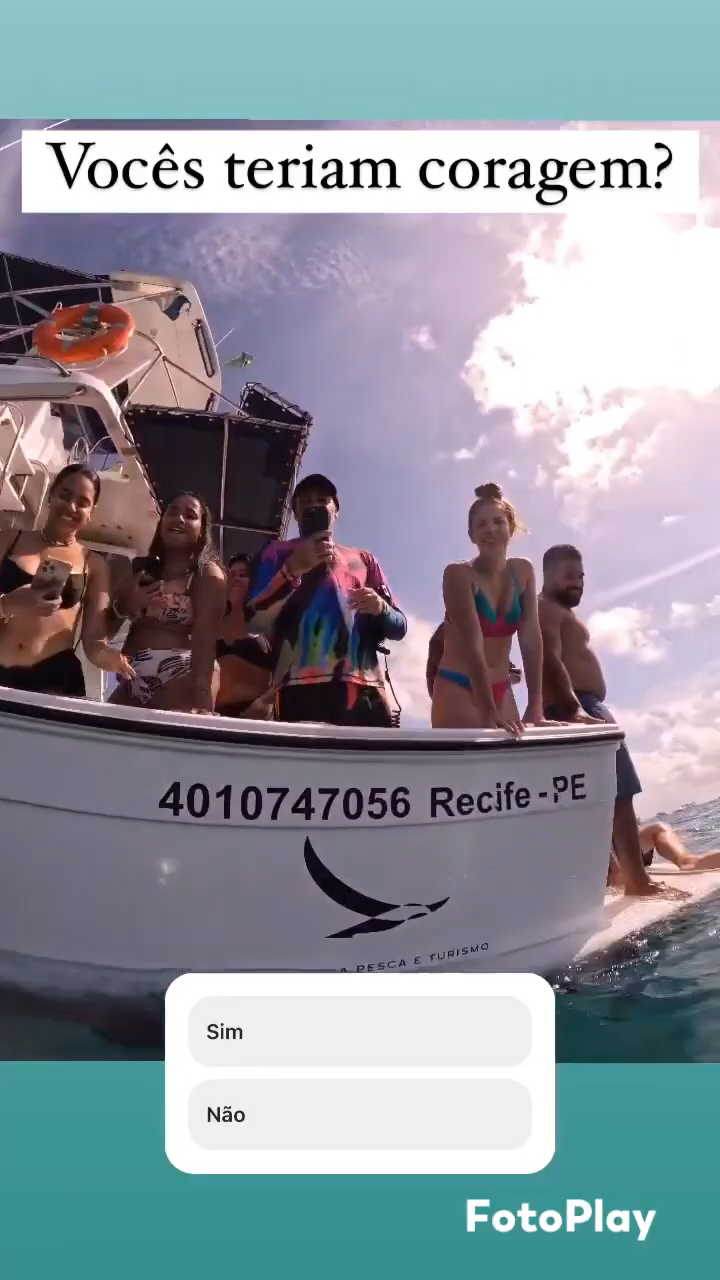 Vocês teriam coragem?
4010747056 Recife - PE
A PESCA E TURISMO
Sim
Não
FotoPlay